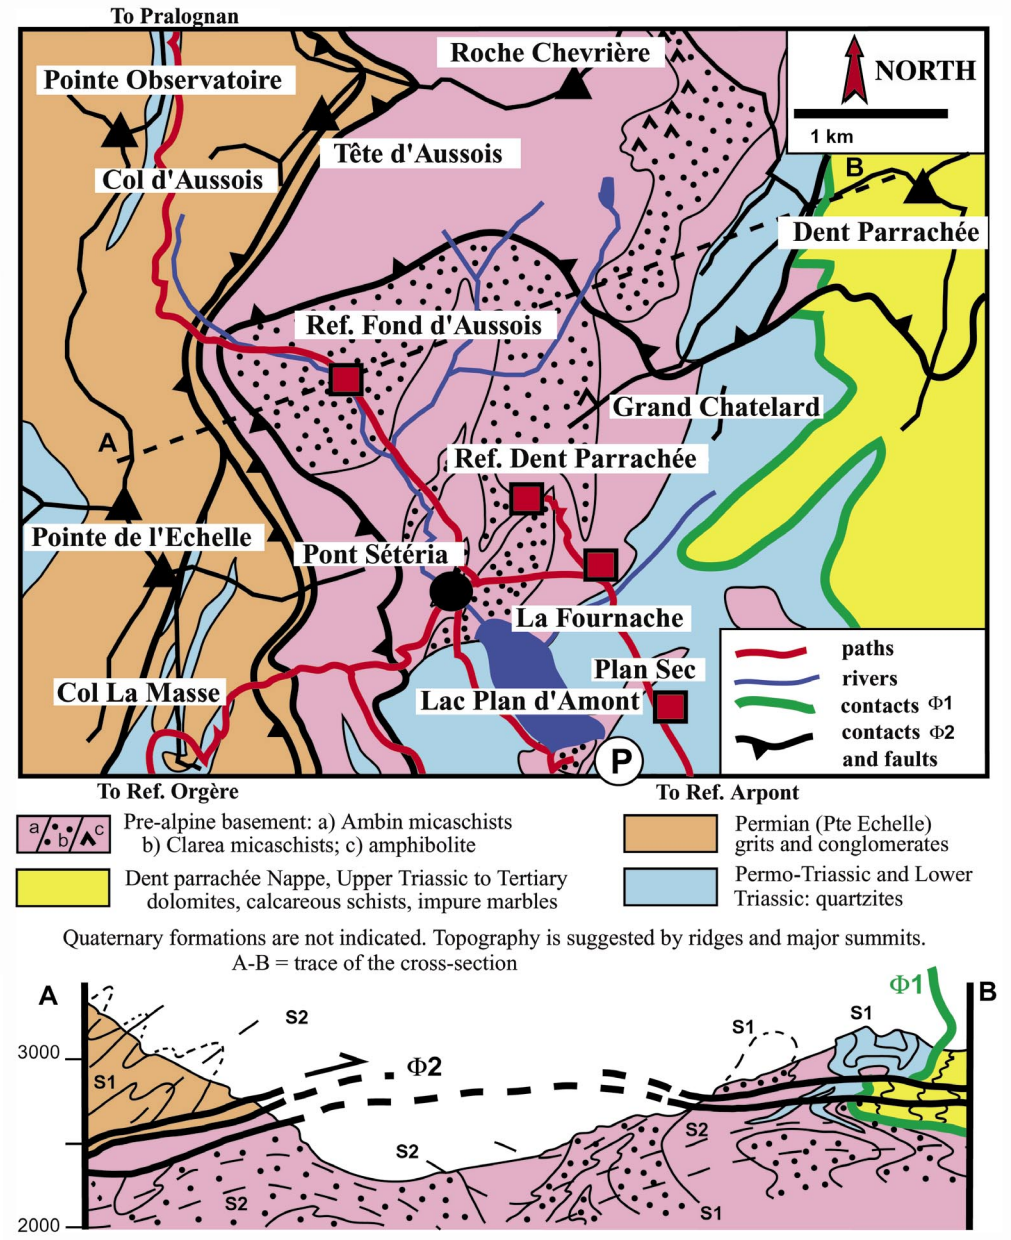 To Pralognan
Roche Chevrière
Pointe Observatoire
NORTH
1 km
Tête d'Aussois
Col d'Aussois
B
Dent Parrachée
Ref. Fond d'Aussois
Grand Chatelard
A
Ref. Dent Parrachée
Pointe de l'Echelle
Pont Sétéria
La Fournache
paths
Plan Sec
rivers
Col La Masse
Lac Plan d'Amont
contacts Φ1
contacts Φ2
and faults
P
To Ref. Orgère
To Ref. Arpont
a b c
Pre-alpine basement: a) Ambin micaschists
b) Clarea micaschists; c) amphibolite
Permian (Pte Echelle)
grits and conglomerates
Dent parrachée Nappe, Upper Triassic to Tertiary
dolomites, calcareous schists, impure marbles
Permo-Triassic and Lower
Triassic: quartzites
Quaternary formations are not indicated. Topography is suggested by ridges and major summits.
A-B = trace of the cross-section
A
Φ1
B
S2
S1
S1
3000
Φ2
S1
S2
S2
S2
S1
2000